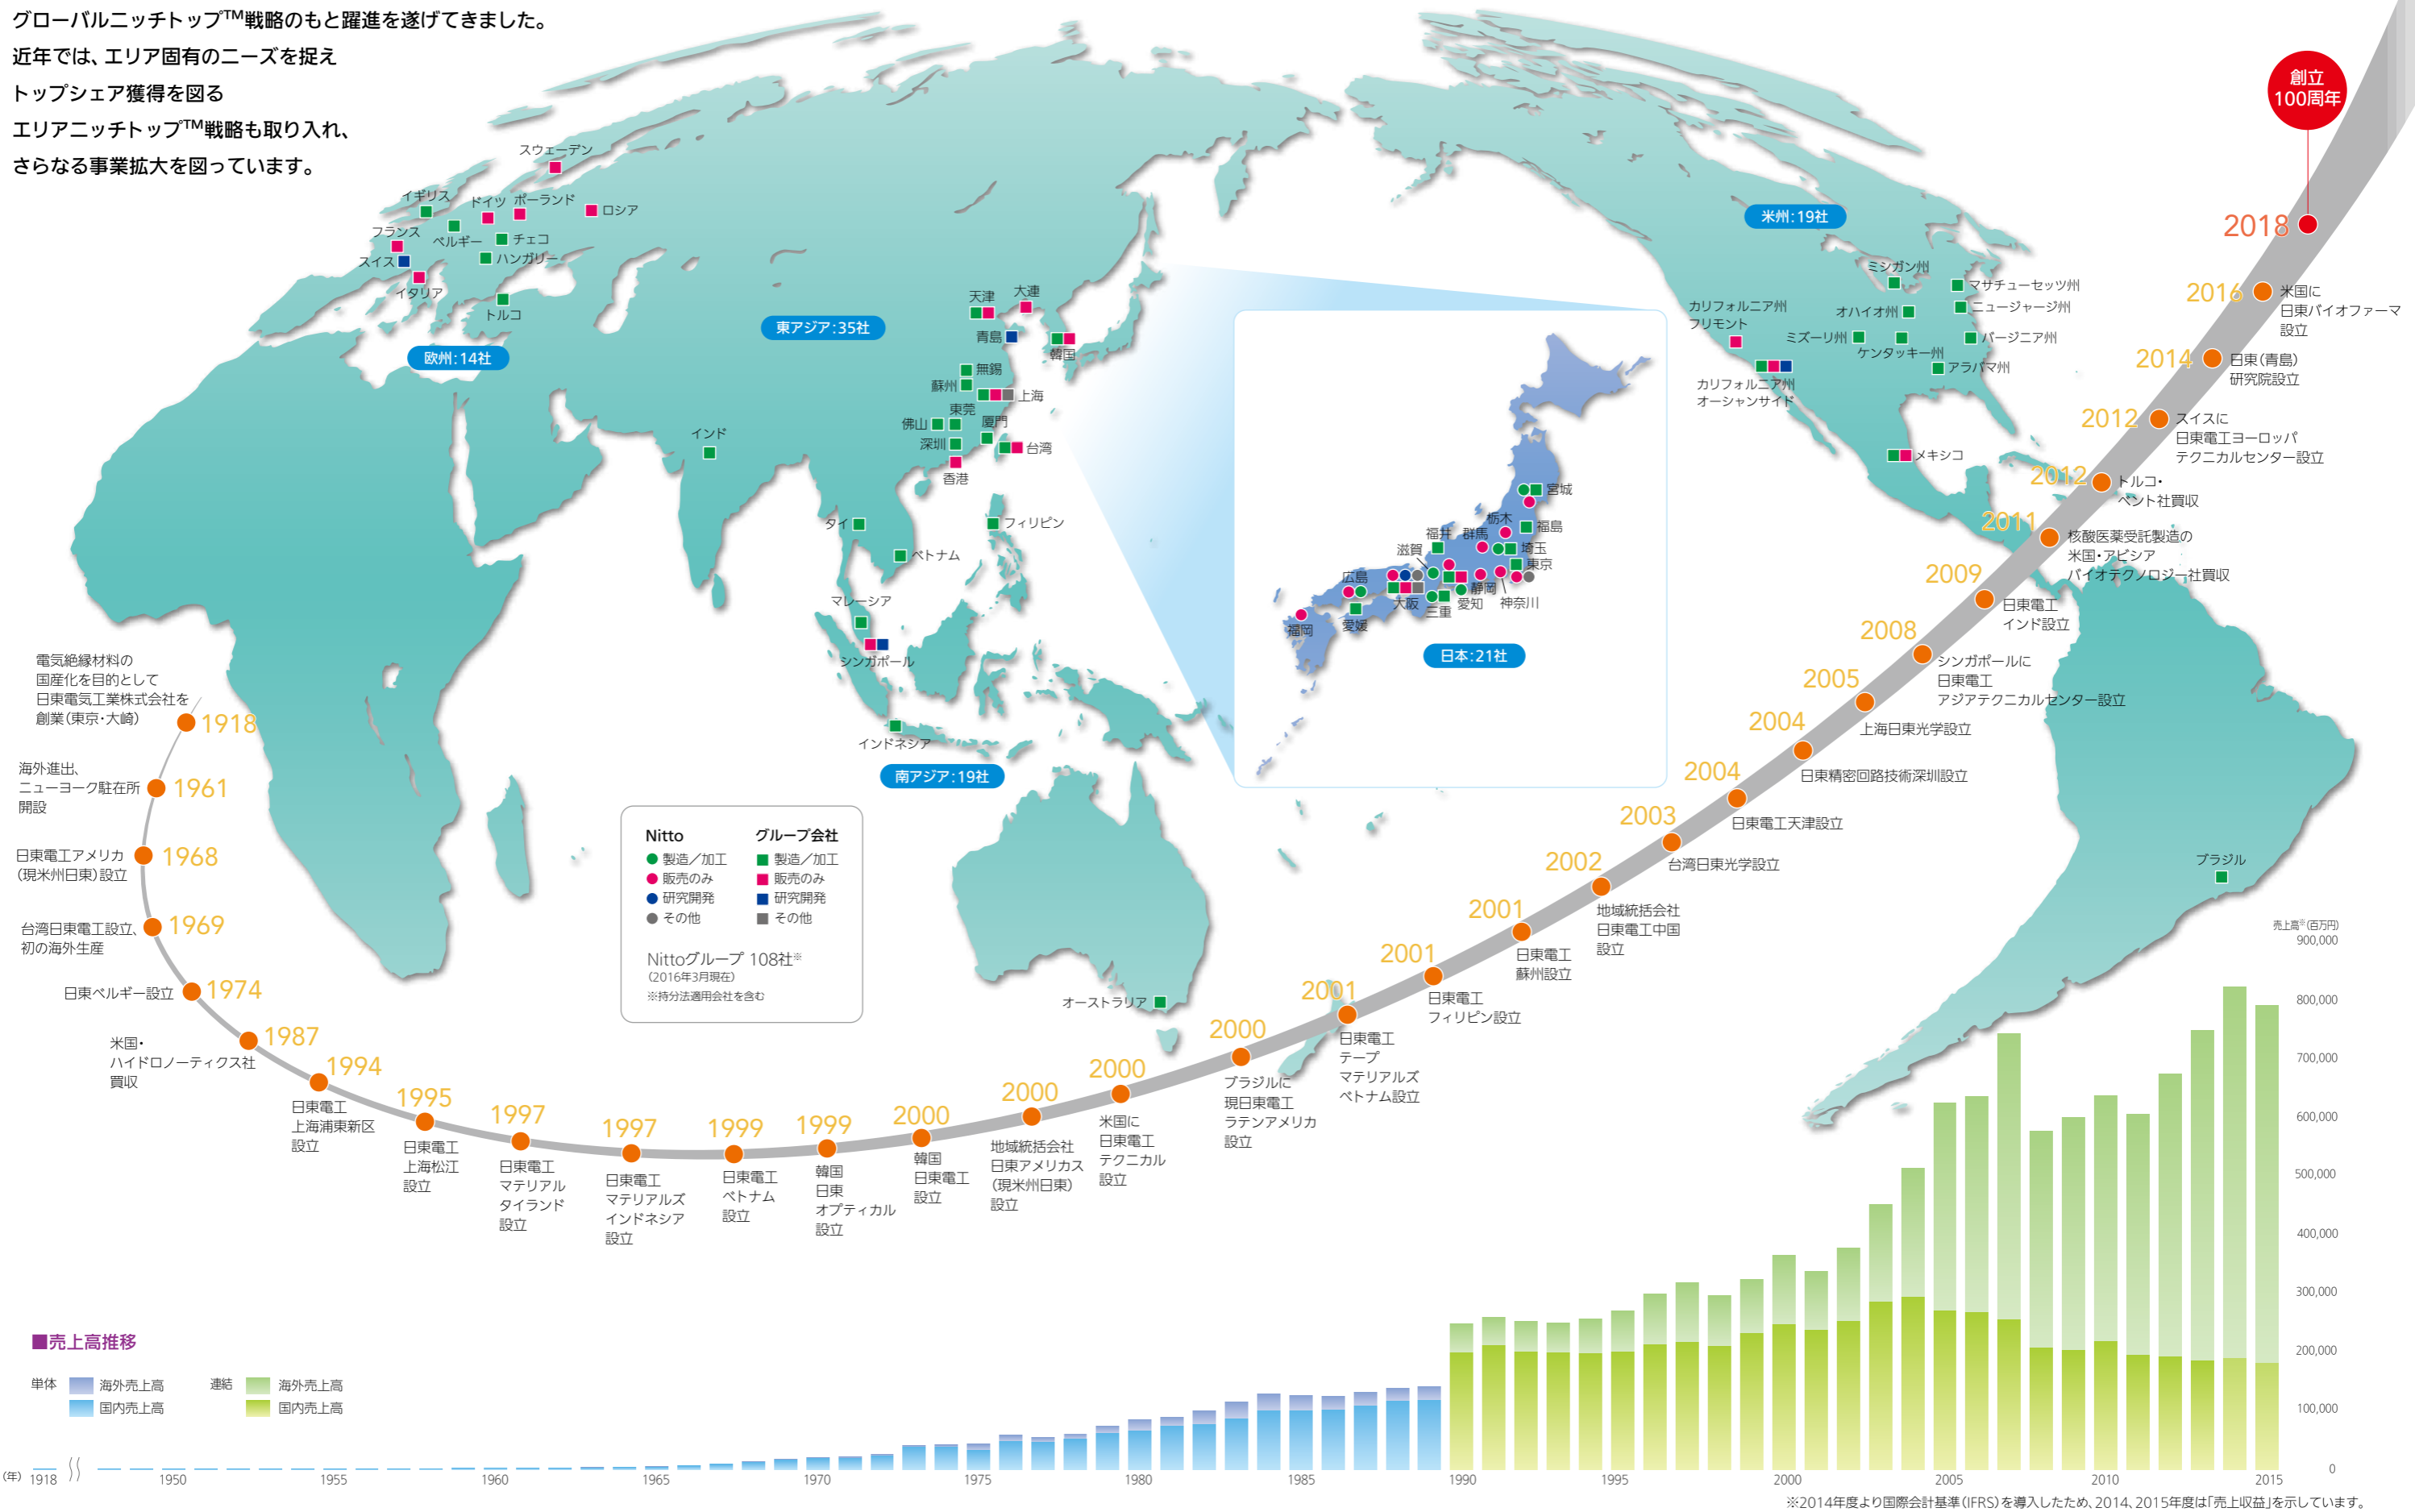 グローバルニッチトップ™戦略のもと躍進を遂げてきました。
近年では、エリア固有のニーズを捉え
トップシェア獲得を図る
エリアニッチトップ™戦略も取り入れ、
さらなる事業拡大を図っています。
創立
100周年
スウェーデン
イギリス
ドイツ
ポーランド
ロシア
フランス
ベルギー
チェコ
スイス
ハンガリー
イタリア
トルコ
欧州:14社
東アジア:35社
天津
大連
青島
韓国
無錫
蘇州
上海
東莞
佛山
厦門
深圳
台湾
香港
インド
タイ
フィリピン
ベトナム
マレーシア
シンガポール
インドネシア
南アジア:19社
オーストラリア
米州:19社
ミシガン州
マサチューセッツ州
カリフォルニア州
フリモント
オハイオ州
ニュージャージ州
ミズーリ州
ケンタッキー州
バージニア州
アラバマ州
カリフォルニア州
オーシャンサイド
メキシコ
ブラジル
宮城
栃木
福島
福井
群馬
埼玉
滋賀
東京
広島
静岡
大阪
三重
愛知
神奈川
福岡
愛媛
日本:21社
Nitto
グループ会社
製造/加工
製造/加工
販売のみ
販売のみ
研究開発
研究開発
その他
その他
Nittoグループ 108社※
(2016年3月現在)
※持分法適用会社を含む
電気絶縁材料の
国産化を目的として
日東電気工業株式会社を
創業(東京・大崎)
1918
海外進出、
ニューヨーク駐在所
開設
1961
日東電工アメリカ
(現米州日東)設立
1968
台湾日東電工設立、
初の海外生産
1969
日東ベルギー設立
1974
米国・
ハイドロノーティクス社
買収
1987
1994
日東電工
上海浦東新区
設立
1995
日東電工
上海松江
設立
1997
日東電工
マテリアル
タイランド
設立
1997
日東電工
マテリアルズ
インドネシア
設立
1999
日東電工
ベトナム
設立
1999
韓国
日東
オプティカル
設立
2000
韓国
日東電工
設立
2000
地域統括会社
日東アメリカス
(現米州日東)
設立
2000
米国に
日東電工
テクニカル
設立
2000
ブラジルに
現日東電工
ラテンアメリカ
設立
2001
日東電工
テープ
マテリアルズ
ベトナム設立
2001
日東電工
フィリピン設立
2001
日東電工
蘇州設立
2002
地域統括会社
日東電工中国
設立
2003
台湾日東光学設立
2004
日東電工天津設立
2004
日東精密回路技術深圳設立
2005
上海日東光学設立
2008
シンガポールに
日東電工
アジアテクニカルセンター設立
2009
日東電工
インド設立
2011
核酸医薬受託製造の
米国・アビシア
バイオテクノロジー社買収
2012
トルコ・
ベント社買収
2012
スイスに
日東電工ヨーロッパ
テクニカルセンター設立
2014
日東(青島)
研究院設立
2016
米国に
日東バイオファーマ
設立
2018
■売上高推移
単体
海外売上高
国内売上高
連結
海外売上高
国内売上高
売上高※(百万円)
900,000
800,000
700,000
600,000
500,000
400,000
300,000
200,000
100,000
0
(年) 1918 1950 1955 1960 1965 1970 1975 1980 1985 1990 1995 2000 2005 2010 2015
※2014年度より国際会計基準(IFRS)を導入したため、2014、2015年度は「売上収益」を示しています。